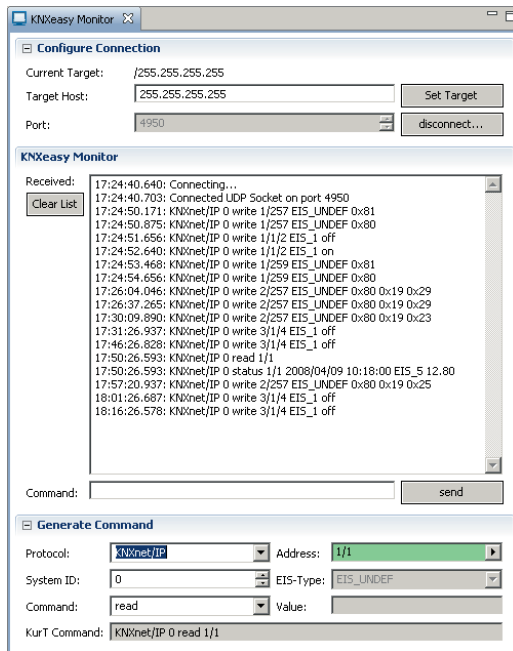 KNXeasy Monitor
Configure Connection
Current Target: /255.255.255.255
Target Host: 255.255.255.255 Set Target
Port: 4950 disconnect...
KNXeasy Monitor
Received:
Clear List
17:24:40.640: Connecting...
17:24:40.703: Connected UDP Socket on port 4950
17:24:50.171: KNXnet/IP 0 write 1/257 EIS_UNDEF 0x81
17:24:50.875: KNXnet/IP 0 write 1/257 EIS_UNDEF 0x80
17:24:51.656: KNXnet/IP 0 write 1/1/2 EIS_1 off
17:24:52.640: KNXnet/IP 0 write 1/1/2 EIS_1 on
17:24:53.468: KNXnet/IP 0 write 1/259 EIS_UNDEF 0x81
17:24:54.656: KNXnet/IP 0 write 1/259 EIS_UNDEF 0x80
17:26:04.046: KNXnet/IP 0 write 2/257 EIS_UNDEF 0x80 0x19 0x29
17:26:37.265: KNXnet/IP 0 write 2/257 EIS_UNDEF 0x80 0x19 0x29
17:30:09.890: KNXnet/IP 0 write 2/257 EIS_UNDEF 0x80 0x19 0x23
17:31:26.937: KNXnet/IP 0 write 3/1/4 EIS_1 off
17:46:26.828: KNXnet/IP 0 write 3/1/4 EIS_1 off
17:50:26.593: KNXnet/IP 0 read 1/1
17:50:26.593: KNXnet/IP 0 status 1/1 2008/04/09 10:18:00 EIS_5 12.80
17:57:20.937: KNXnet/IP 0 write 2/257 EIS_UNDEF 0x80 0x19 0x25
18:01:26.687: KNXnet/IP 0 write 3/1/4 EIS_1 off
18:16:26.578: KNXnet/IP 0 write 3/1/4 EIS_1 off
Command: send
Generate Command
Protocol: KNXnet/IP Address: 1/1
System ID: 0 EIS-Type: EIS_UNDEF
Command: read Value:
KurT Command: KNXnet/IP 0 read 1/1